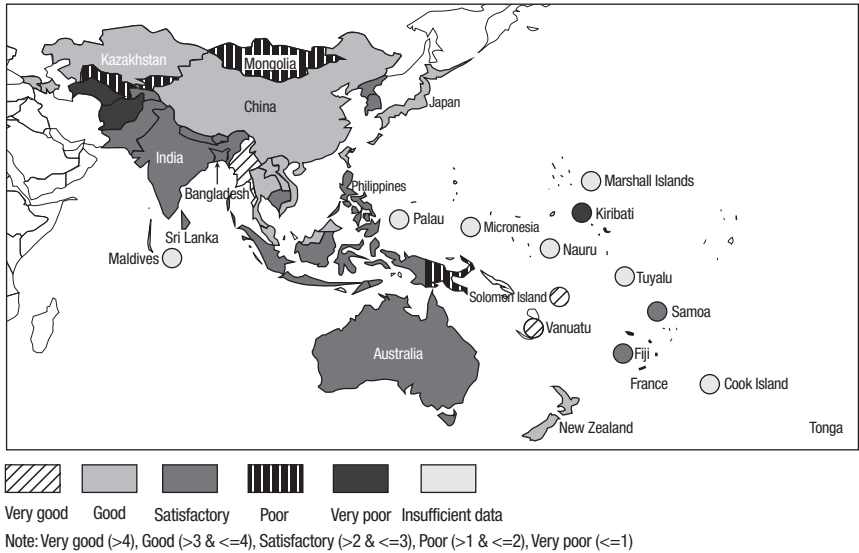 Kazakhstan
Mongolia
China
Japan
India
Bangladesh
Philippines
Marshall Islands
Palau
Kiribati
Micronesia
Sri Lanka
Maldives
Nauru
Tuyalu
Solomon Island
Samoa
Vanuatu
Australia
Fiji
France
Cook Island
New Zealand
Tonga
Very good
Good
Satisfactory
Poor
Very poor
Insufficient data
Note: Very good (>4), Good (>3 & <=4), Satisfactory (>2 & <=3), Poor (>1 & <=2), Very poor (<=1)